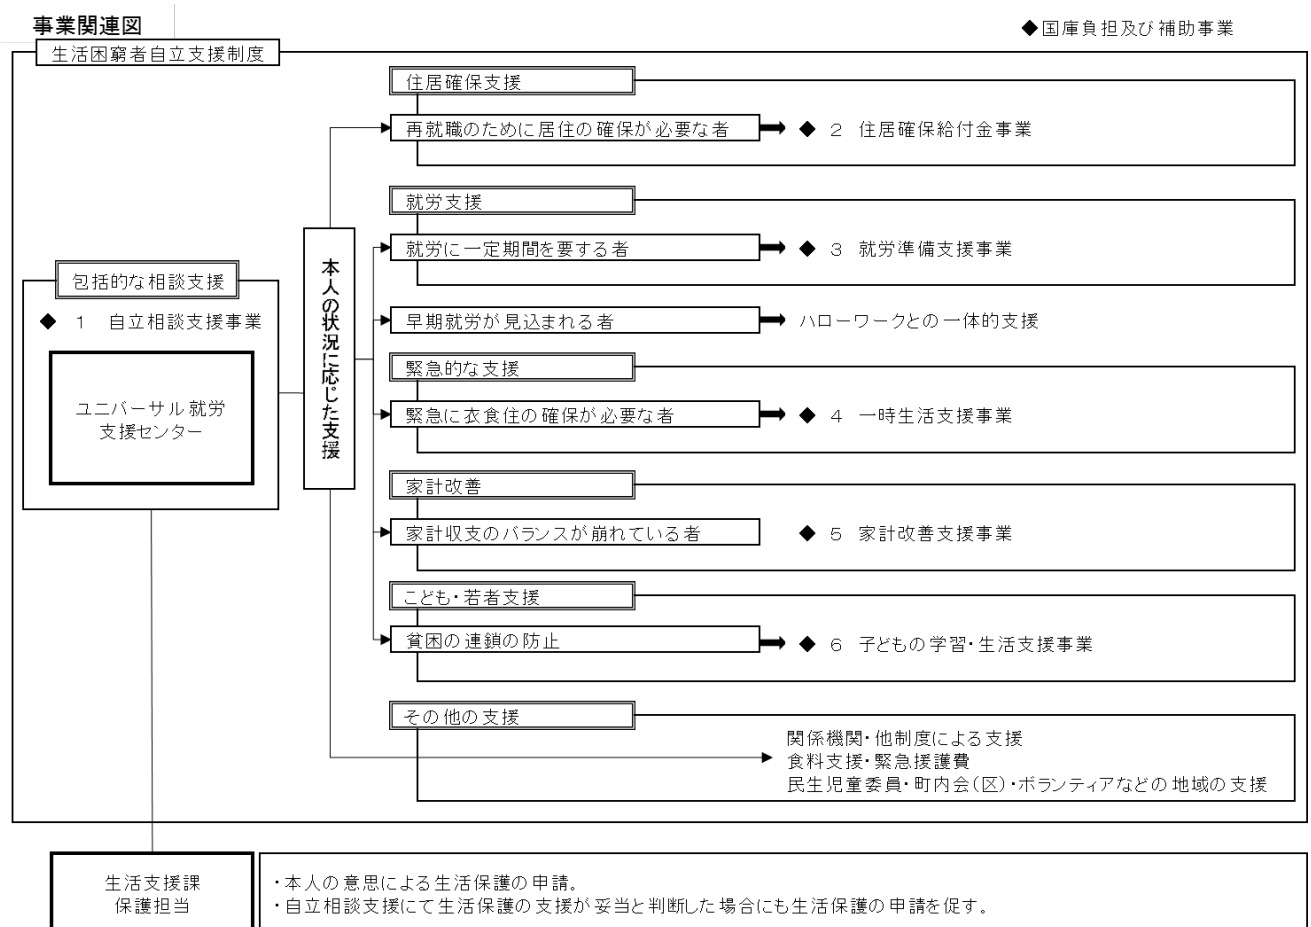 事業関連図
◆国庫負担及び補助事業
生活困窮者自立支援制度
住居確保支援
再就職のために居住の確保が必要な者
◆ 2 住居確保給付金事業
就労支援
就労に一定期間を要する者
◆ 3 就労準備支援事業
包括的な相談支援
◆ 1 自立相談支援事業
ユニバーサル就労
支援センター
本人の状況に応じた支援
早期就労が見込まれる者
ハローワークとの一体的支援
緊急的な支援
緊急に衣食住の確保が必要な者
◆ 4 一時生活支援事業
家計改善
家計収支のバランスが崩れている者
◆ 5 家計改善支援事業
こども・若者支援
貧困の連鎖の防止
◆ 6 子どもの学習・生活支援事業
その他の支援
関係機関・他制度による支援
食料支援・緊急援護費
民生児童委員・町内会(区)・ボランティアなどの地域の支援
生活支援課
保護担当
・本人の意思による生活保護の申請。
・自立相談支援にて生活保護の支援が妥当と判断した場合にも生活保護の申請を促す。